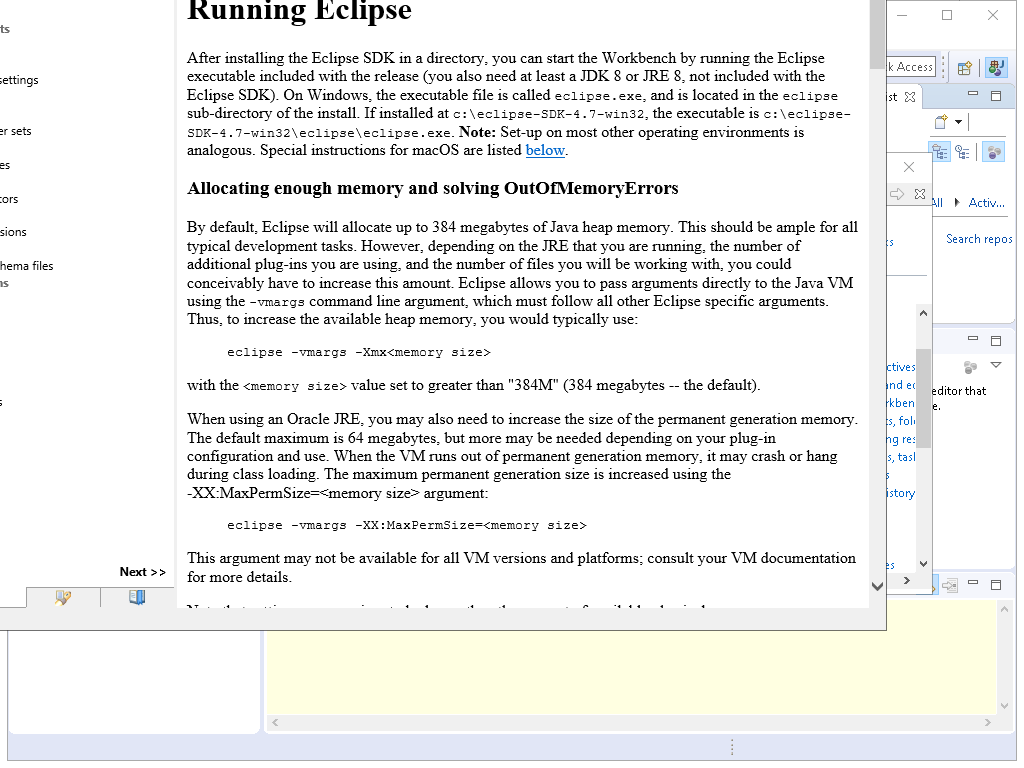 Running Eclipse
After installing the Eclipse SDK in a directory, you can start the Workbench by running the Eclipse
executable included with the release (you also need at least a JDK 8 or JRE 8, not included with the
Eclipse SDK). On Windows, the executable file is called eclipse.exe, and is located in the eclipse
sub-directory of the install. If installed at c:\eclipse-SDK-4.7-win32, the executable is c:\eclipse-
SDK-4.7-win32\eclipse\eclipse.exe. Note: Set-up on most other operating environments is
analogous. Special instructions for macOS are listed below.
Allocating enough memory and solving OutOfMemoryErrors
By default, Eclipse will allocate up to 384 megabytes of Java heap memory. This should be ample for all
typical development tasks. However, depending on the JRE that you are running, the number of
additional plug-ins you are using, and the number of files you will be working with, you could
conceivably have to increase this amount. Eclipse allows you to pass arguments directly to the Java VM
using the -vmargs command line argument, which must follow all other Eclipse specific arguments.
Thus, to increase the available heap memory, you would typically use:
eclipse -vmargs -Xmx<memory size>
with the <memory size> value set to greater than "384M" (384 megabytes -- the default).
When using an Oracle JRE, you may also need to increase the size of the permanent generation memory.
The default maximum is 64 megabytes, but more may be needed depending on your plug-in
configuration and use. When the VM runs out of permanent generation memory, it may crash or hang
during class loading. The maximum permanent generation size is increased using the
-XX:MaxPermSize=<memory size> argument:
eclipse -vmargs -XX:MaxPermSize=<memory size>
This argument may not be available for all VM versions and platforms; consult your VM documentation
for more details.
ts
settings
er sets
es
ors
sions
hema files
ns
s
Next >>
k Access
ist
All
Activ...
ks
Search repos
ctives
and ed
rkben
s, fold
ng res
s, task
s
istory
es
editor that
e.